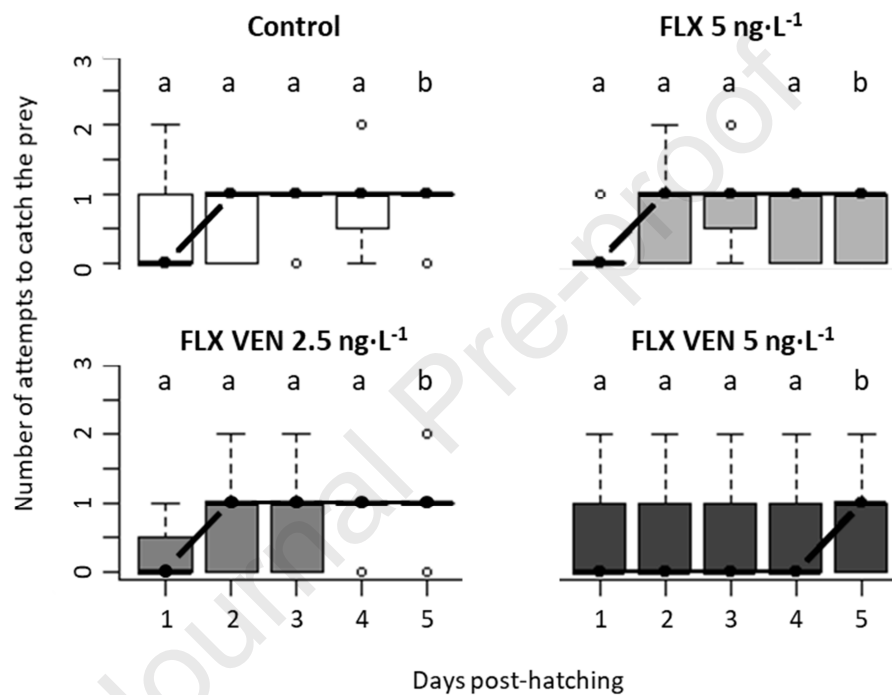 Control
FLX 5 ng·L-1
Number of attempts to catch the prey
3
2
1
0
a a a a b
a a a a b
FLX VEN 2.5 ng·L-1
FLX VEN 5 ng·L-1
3
2
1
0
a a a a b
a a a a b
1 2 3 4 5
1 2 3 4 5
Days post-hatching
Journal Pre-proof